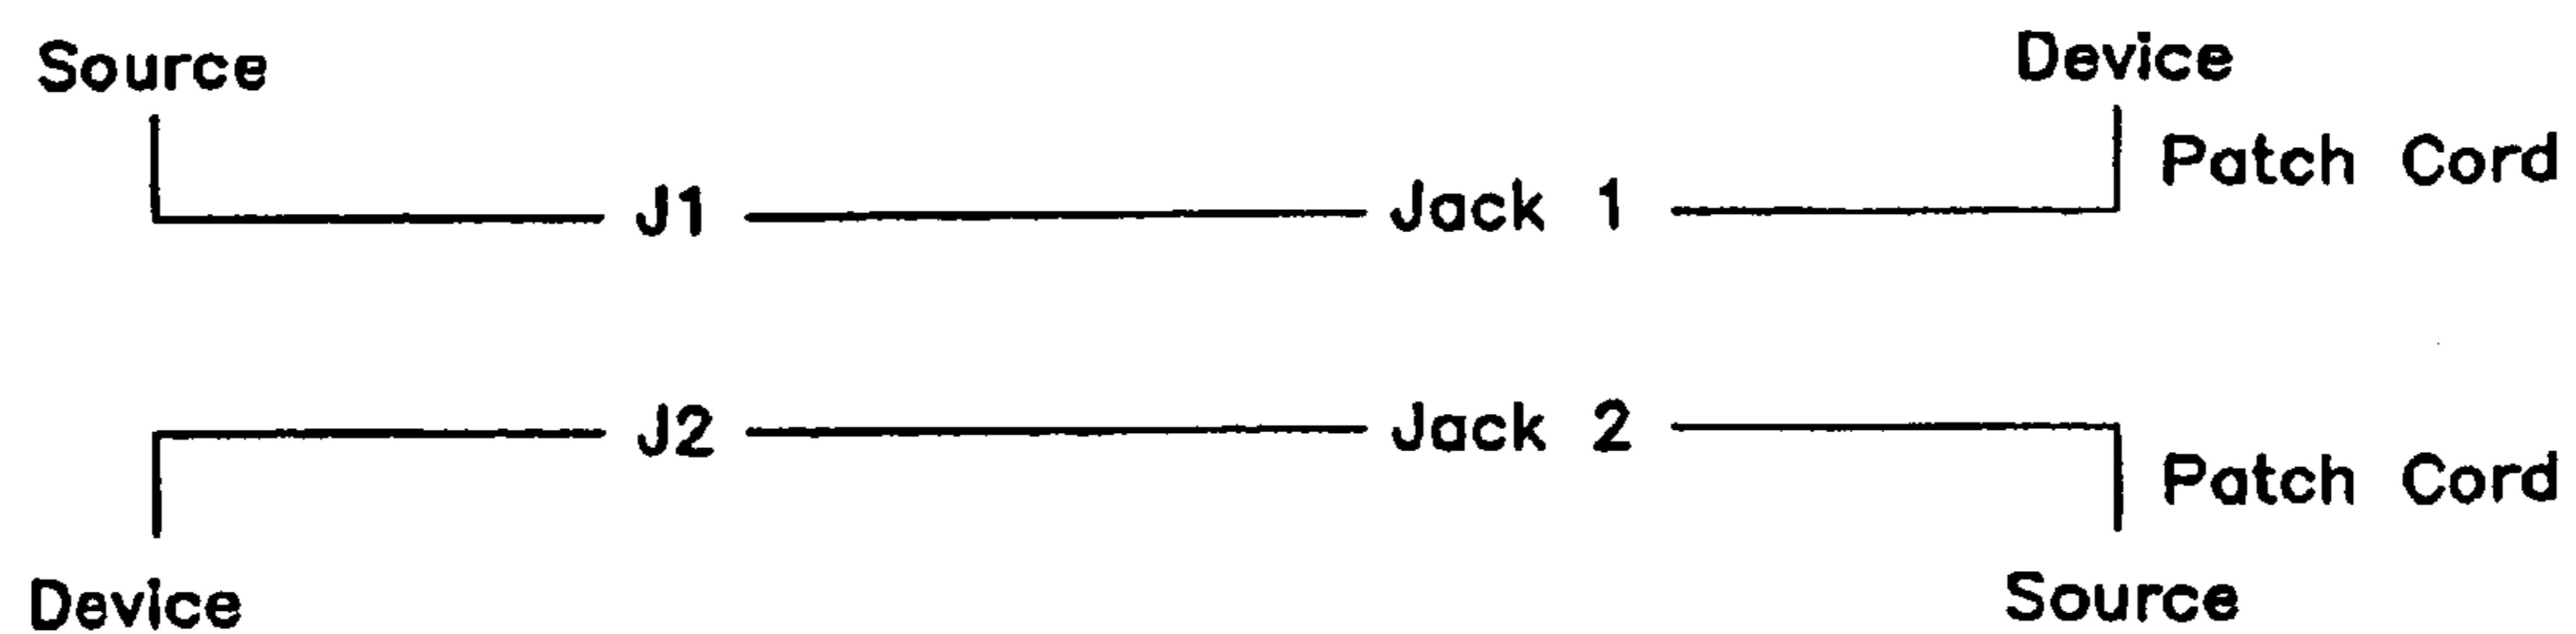 Source
Device
Patch Cord
J1
Jack 1
J2
Jack 2
Patch Cord
Device
Source